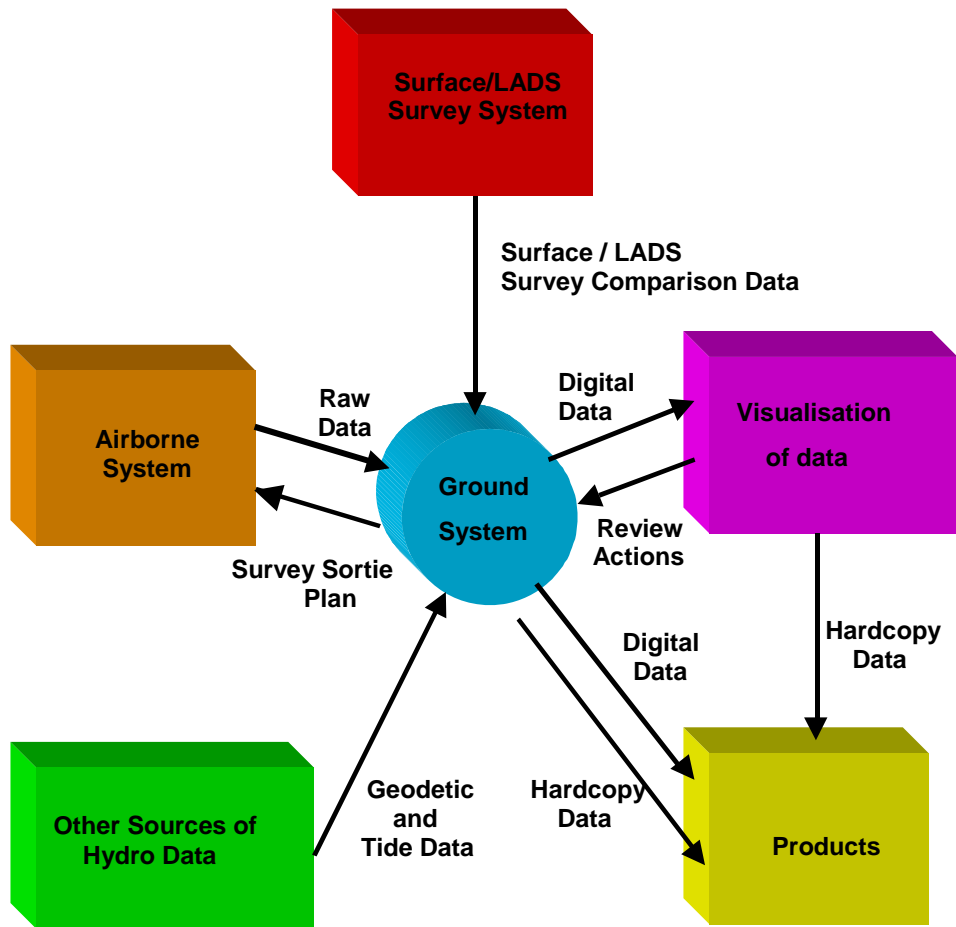 Surface/LADS
Survey System
Surface / LADS
Survey Comparison Data
Raw
Data
Digital
Data
Airborne
System
Visualisation
of data
Ground
System
Review
Actions
Survey Sortie
Plan
Hardcopy
Data
Digital
Data
Geodetic
and
Tide Data
Hardcopy
Data
Other Sources of
Hydro Data
Products